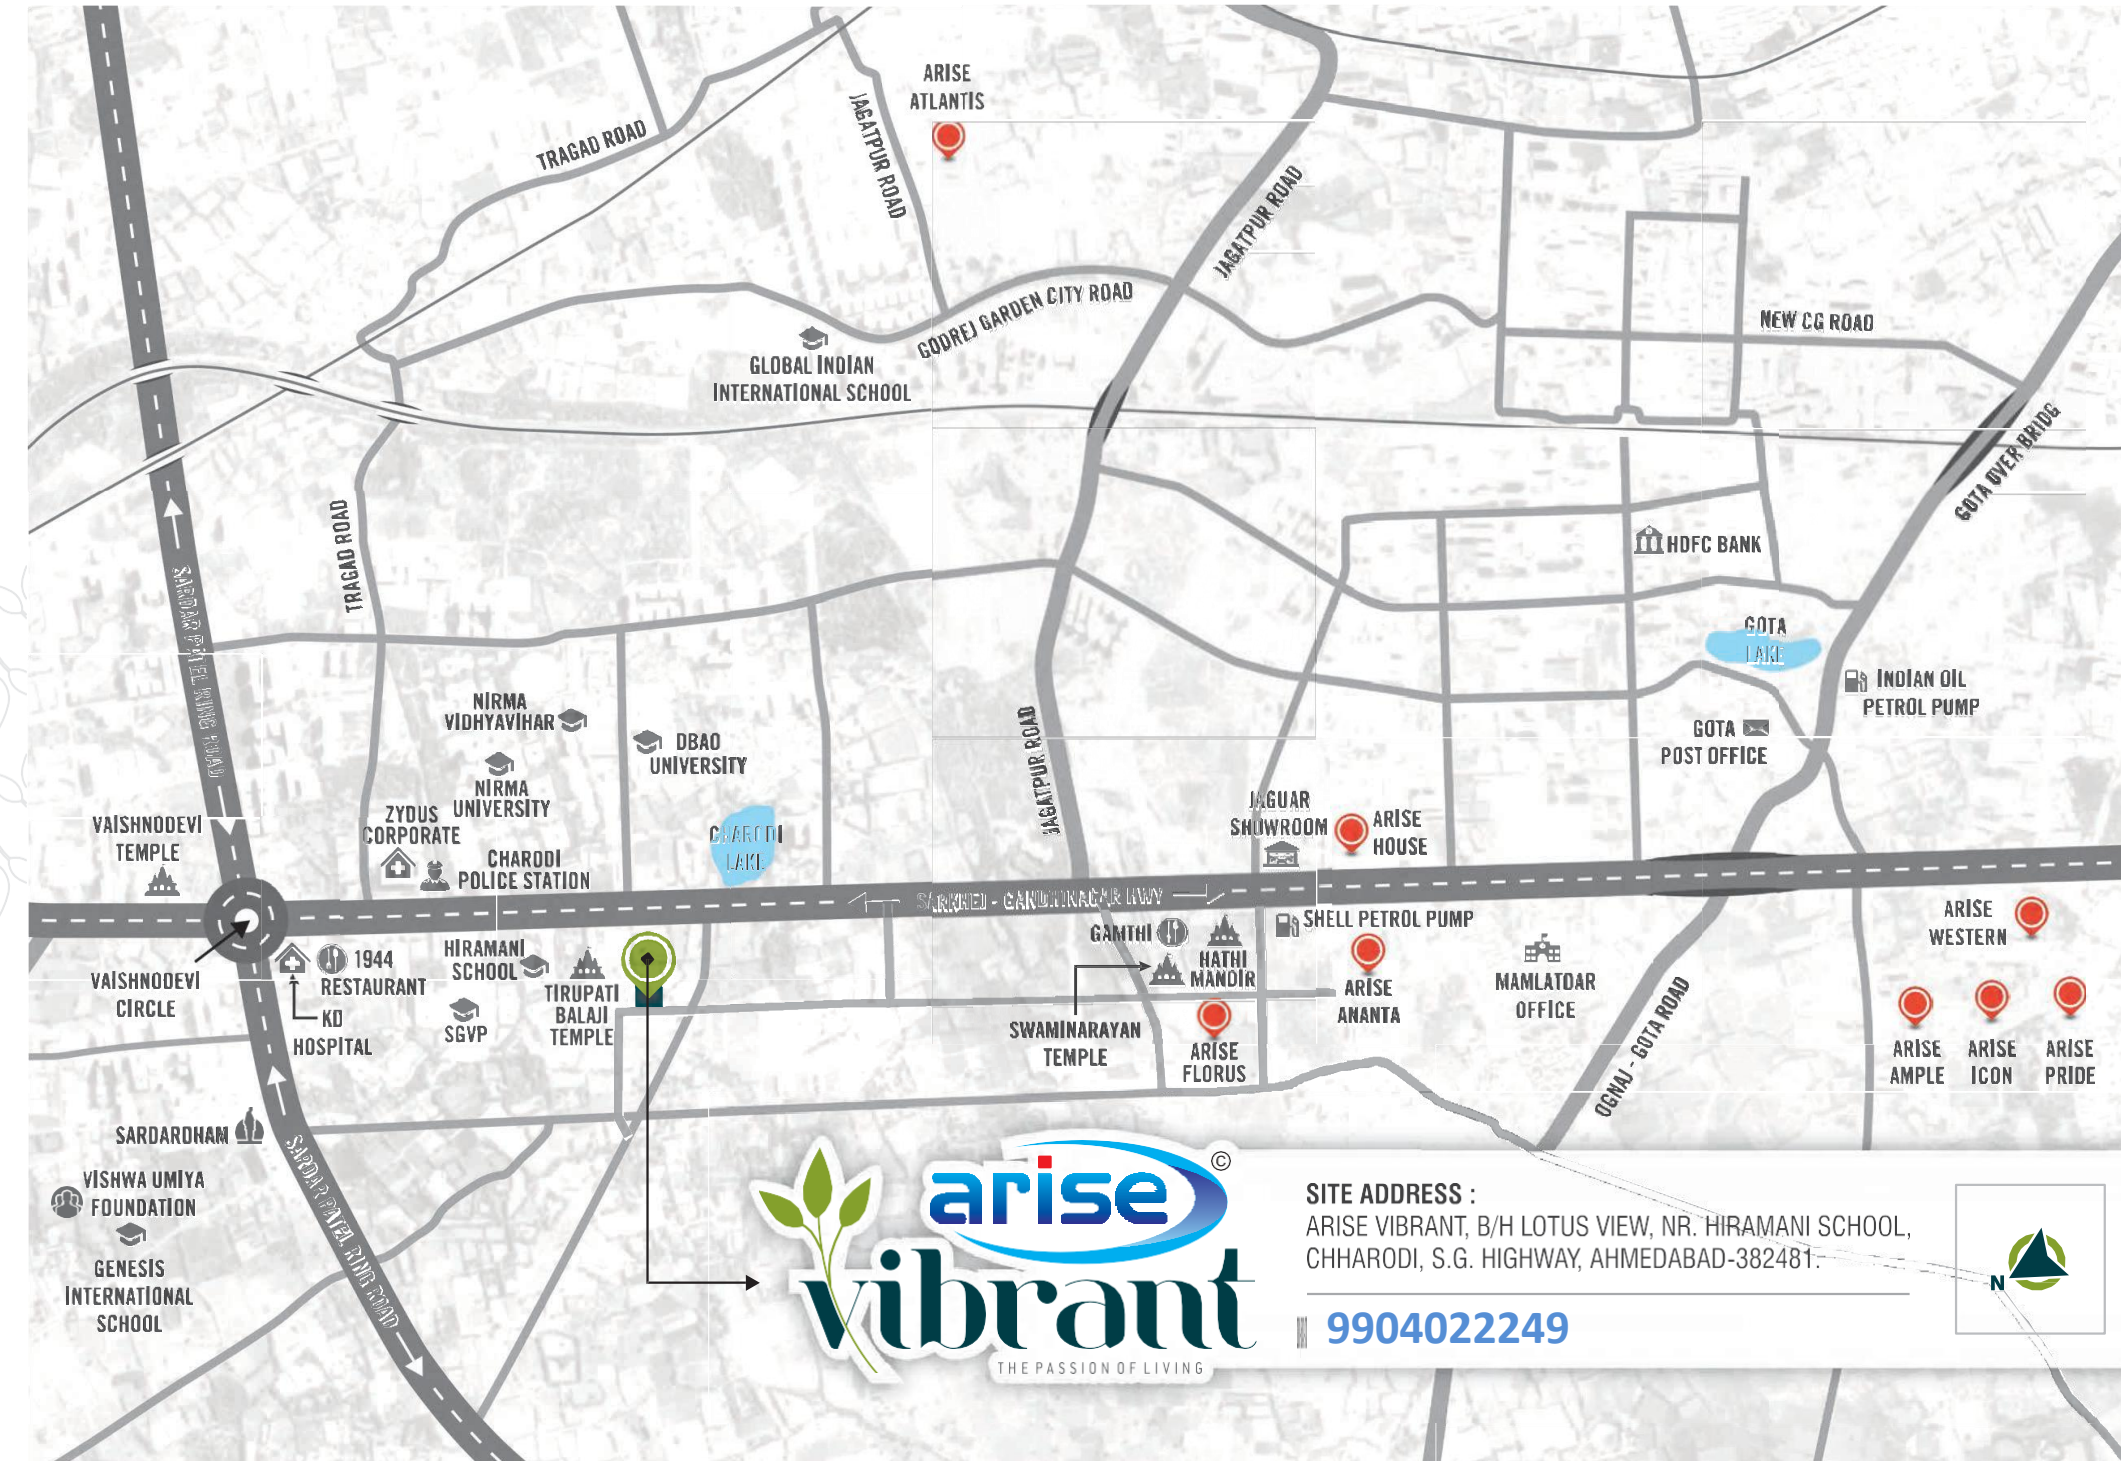 ARISE
ATLANTIS
TRAGAD ROAD
JAGATPUR ROAD
JAGATPUR ROAD
GODREJ GARDEN CITY ROAD
NEW CG ROAD
GLOBAL INDIAN
INTERNATIONAL SCHOOL
GOTA OVER BRIDG
TRAGAD ROAD
HDFC BANK
SARDAR PATEL RING ROAD
GOTA
LAKE
INDIAN OIL
PETROL PUMP
NIRMA
VIDHYAVIHAR
DBAO
UNIVERSITY
JAGATPUR ROAD
GOTA
POST OFFICE
NIRMA
UNIVERSITY
ZYDUS
CORPORATE
VAISHNODEVI
TEMPLE
CHARODI
LAKE
CHARODI
POLICE STATION
JAGUAR
SHOWROOM
ARISE
HOUSE
SARKHEJ - GANDHINAGAR HWY
VAISHNODEVI
CIRCLE
1944
RESTAURANT
KD
HOSPITAL
HIRAMANI
SCHOOL
SGVP
TIRUPATI
BALAJI
TEMPLE
GAMTHI
HATHI
MANDIR
SWAMINARAYAN
TEMPLE
SHELL PETROL PUMP
ARISE
ANANTA
ARISE
FLORUS
MAMLATDAR
OFFICE
OGNAJ - GOTA ROAD
ARISE
WESTERN
ARISE
AMPLE
ARISE
ICON
ARISE
PRIDE
SARDARDHAM
VISHWA UMIYA
FOUNDATION
GENESIS
INTERNATIONAL
SCHOOL
SARDAR PATEL RING ROAD
arise ©
vibrant
THE PASSION OF LIVING
SITE ADDRESS :
ARISE VIBRANT, B/H LOTUS VIEW, NR. HIRAMANI SCHOOL,
CHHARODI, S.G. HIGHWAY, AHMEDABAD-382481.
9904022249
N